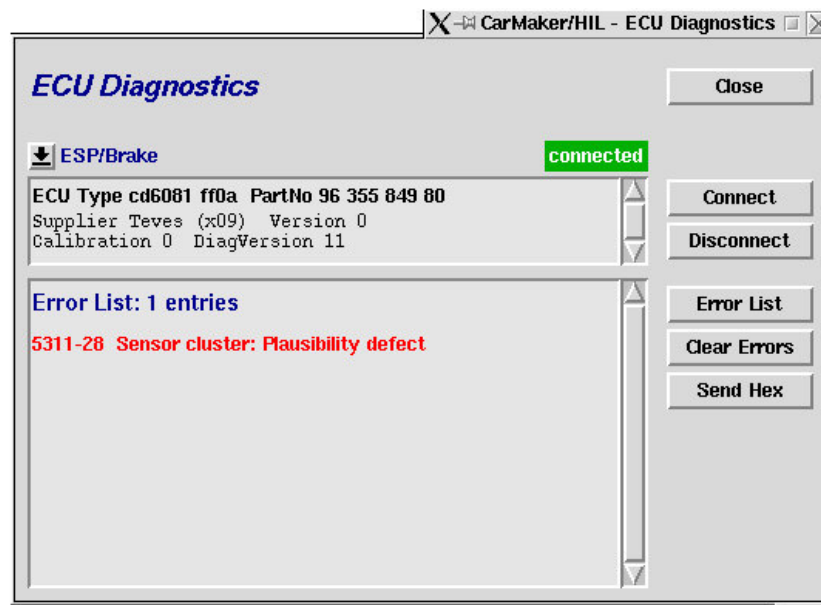 CarMaker/HIL - ECU Diagnostics
ECU Diagnostics
Close
ESP/Brake
connected
ECU Type cd6081 ff0a PartNo 96 355 849 80
Supplier Teves (x09) Version 0
Calibration 0 DiagVersion 11
Connect
Disconnect
Error List: 1 entries
5311-28 Sensor cluster: Plausibility defect
Error List
Clear Errors
Send Hex